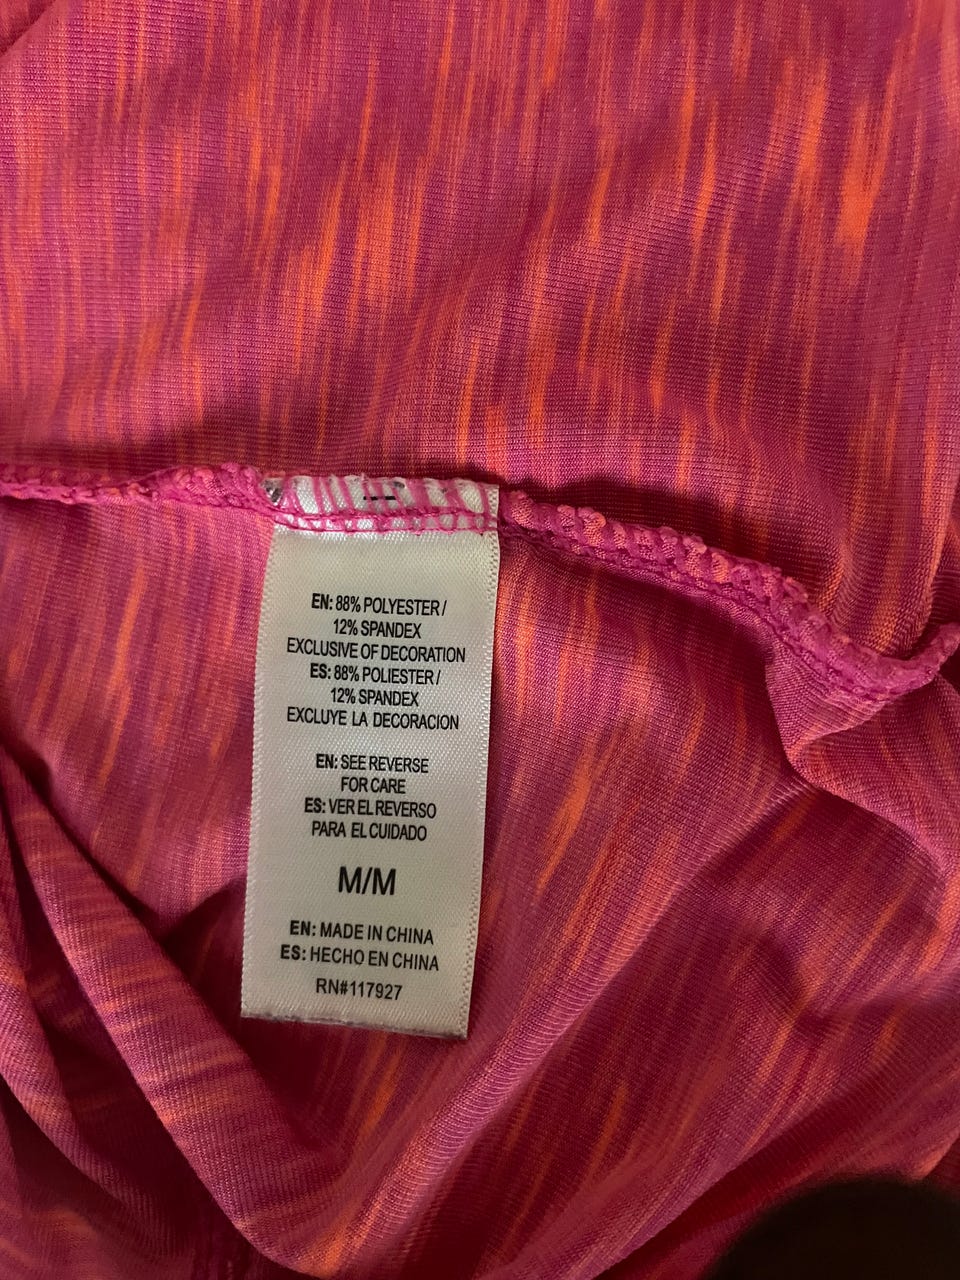 EN: 88% POLYESTER /
12% SPANDEX
EXCLUSIVE OF DECORATION
ES: 88% POLIESTER /
12% SPANDEX
EXCLUYE LA DECORACION
EN: SEE REVERSE
FOR CARE
ES: VER EL REVERSO
PARA EL CUIDADO
M/M
EN: MADE IN CHINA
ES: HECHO EN CHINA
RN#117927